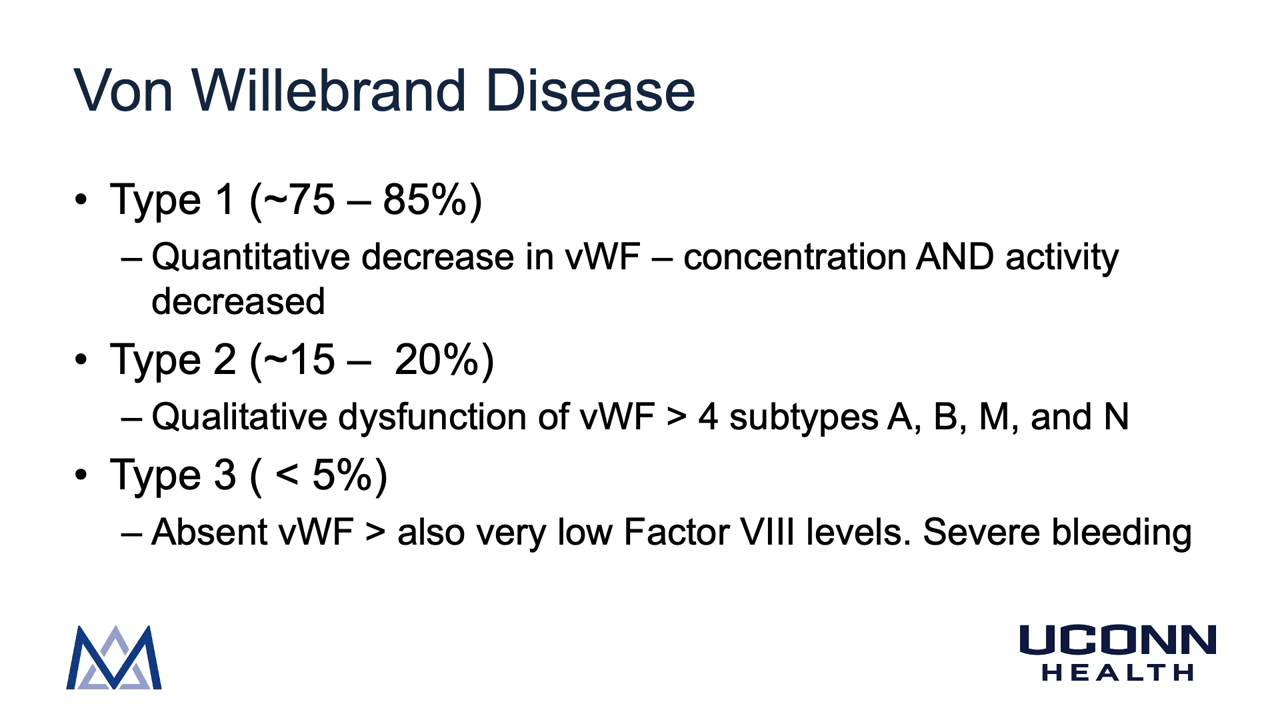 Von Willebrand Disease
• Type 1 (~75 – 85%)
– Quantitative decrease in vWF – concentration AND activity
decreased
• Type 2 (~15 –  20%)
– Qualitative dysfunction of vWF > 4 subtypes A, B, M, and N
• Type 3 ( < 5%)
– Absent vWF > also very low Factor VIII levels. Severe bleeding
UCONN
HEALTH